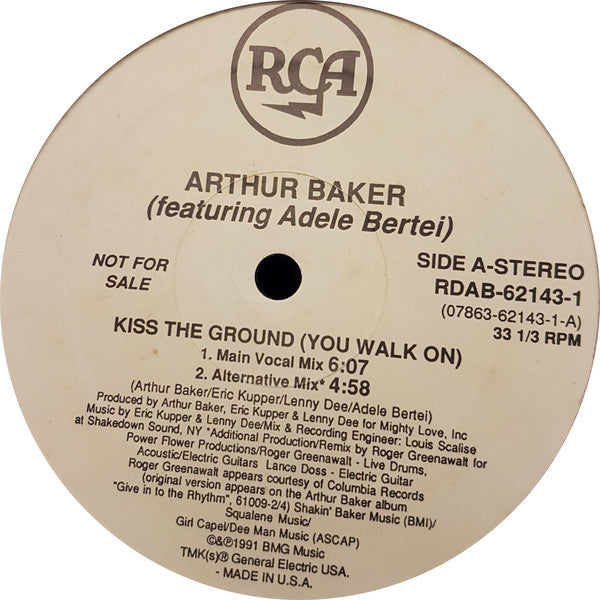 RCA
ARTHUR BAKER
(featuring Adele Bertei)
NOT FOR
SALE
SIDE A-STEREO
RDAB-62143-1
(07863-62143-1-A)
33 1/3 RPM
KISS THE GROUND (YOU WALK ON)
1. Main Vocal Mix 6:07
2. Alternative Mix* 4:58
(Arthur Baker/Eric Kupper/Lenny Dee/Adele Bertei)
Produced by Arthur Baker, Eric Kupper & Lenny Dee for Mighty Love, Inc
Music by Eric Kupper & Lenny Dee/Mix & Recording Engineer: Louis Scalise
at Shakedown Sound, NY *Additional Production/Remix by Roger Greenawalt for
Power Flower Productions/Roger Greenawalt - Live Drums,
Acoustic/Electric Guitars Lance Doss - Electric Guitar
Roger Greenawalt appears courtesy of Columbia Records
(original version appears on the Arthur Baker album
"Give in to the Rhythm", 61009-2/4) Shakin' Baker Music (BMI)/
Squalene Music/
Girl Capel/Dee Man Music (ASCAP)
©&℗1991 BMG Music
TMK(s)® General Electric USA.
- MADE IN U.S.A.